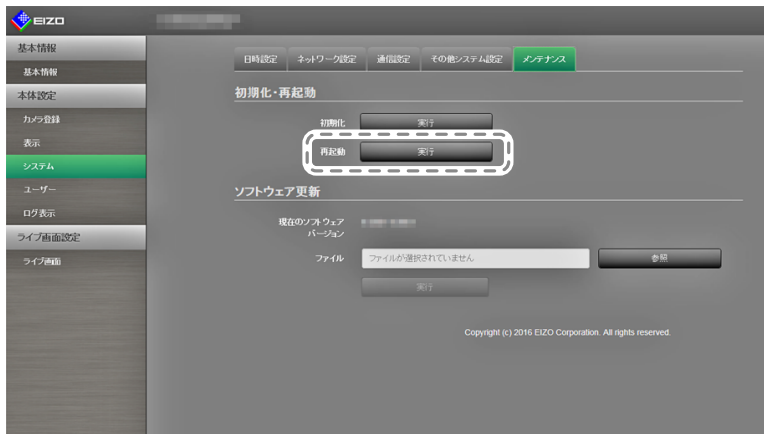 EIZO
基本情報
基本情報
本体設定
カメラ登録
表示
システム
ユーザー
ログ表示
ライブ画面設定
ライブ画面
日時設定 ネットワーク設定 通信設定 その他システム設定 メンテナンス
初期化・再起動
初期化 実行
再起動 実行
ソフトウェア更新
現在のソフトウェア
バージョン
ファイル ファイルが選択されていません 参照
実行
Copyright (c) 2016 EIZO Corporation. All rights reserved.